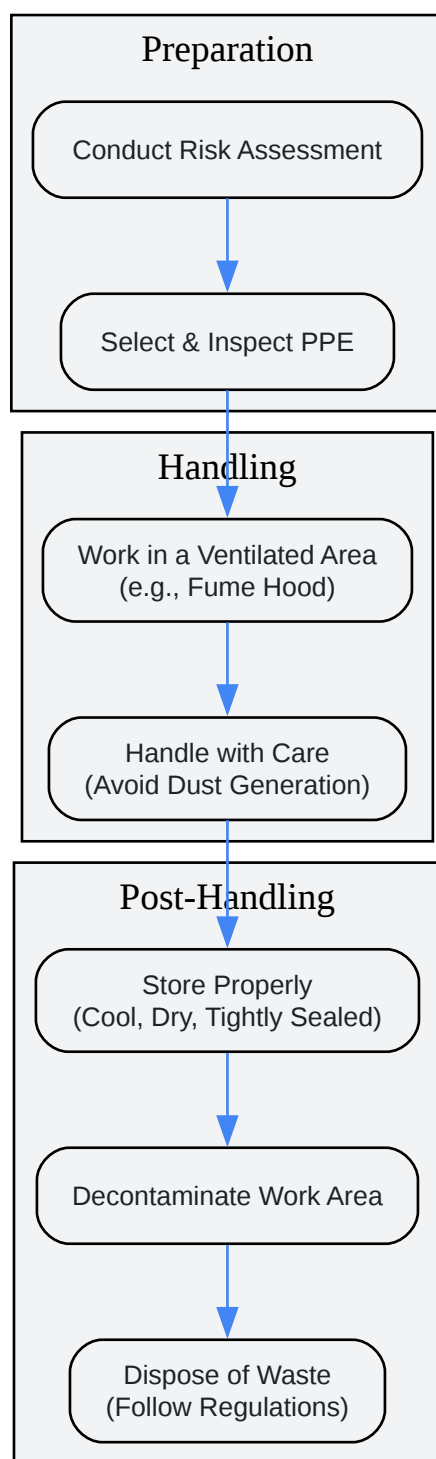 Preparation
Conduct Risk Assessment
Select & Inspect PPE
Handling
Work in a Ventilated Area
(e.g., Fume Hood)
Handle with Care
(Avoid Dust Generation)
Post-Handling
Store Properly
(Cool, Dry, Tightly Sealed)
Decontaminate Work Area
Dispose of Waste
(Follow Regulations)